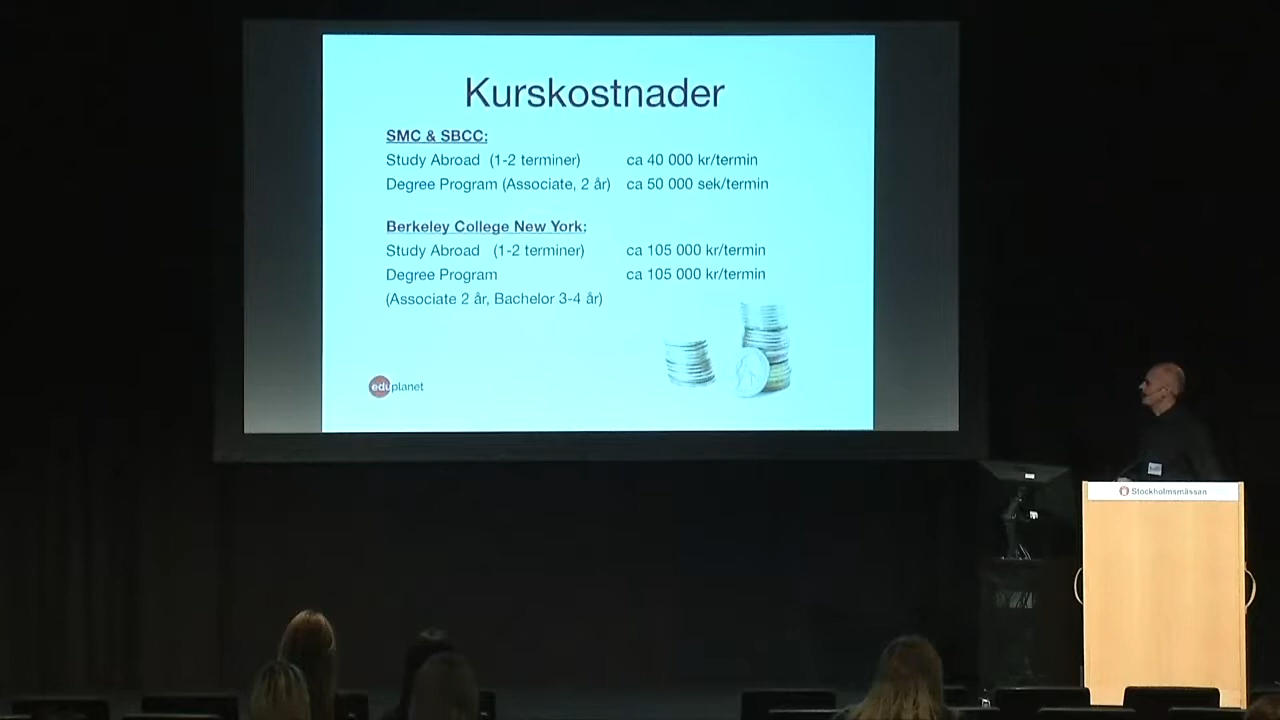 Kurskostnader
SMC & SBCC:
Study Abroad (1-2 terminer) ca 40 000 kr/termin
Degree Program (Associate, 2 år) ca 50 000 sek/termin
Berkeley College New York:
Study Abroad (1-2 terminer) ca 105 000 kr/termin
Degree Program ca 105 000 kr/termin
(Associate 2 år, Bachelor 3-4 år)
eduplanet
Stockholmsmässan